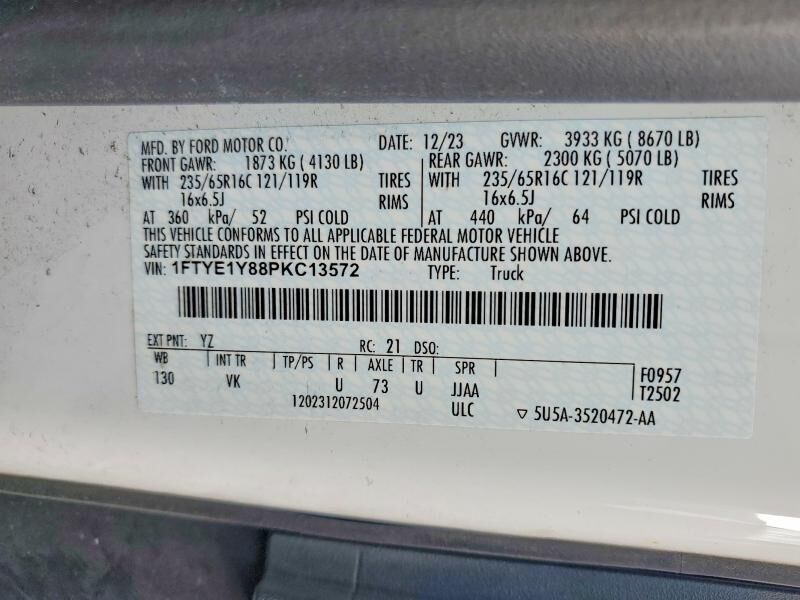 MFD. BY FORD MOTOR CO. DATE: 12/23 GVWR: 3933 KG ( 8670 LB)
FRONT GAWR: 1873 KG ( 4130 LB) REAR GAWR: 2300 KG ( 5070 LB)
WITH 235/65R16C 121/119R TIRES WITH 235/65R16C 121/119R TIRES
16x6.5J RIMS 16x6.5J RIMS
AT 360 kPa/ 52 PSI COLD AT 440 kPa/ 64 PSI COLD
THIS VEHICLE CONFORMS TO ALL APPLICABLE FEDERAL MOTOR VEHICLE
SAFETY STANDARDS IN EFFECT ON THE DATE OF MANUFACTURE SHOWN ABOVE.
VIN: 1FTYE1Y88PKC13572 TYPE: Truck
EXT PNT: YZ RC: 21 DSO:
WB INT TR TP/PS R AXLE TR SPR
130 VK U 73 U JJAA
F0957
T2502
1202312072504 ULC ▽ 5U5A-3520472-AA